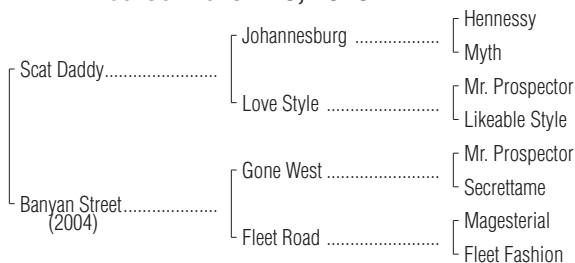 Hennessy
Johannesburg ...................
Myth
Scat Daddy.........................
Mr. Prospector
Love Style .........................
Likeable Style
Mr. Prospector
Gone West .........................
Secrettame
Banyan Street.....................
(2004)
Magesterial
Fleet Road .........................
Fleet Fashion